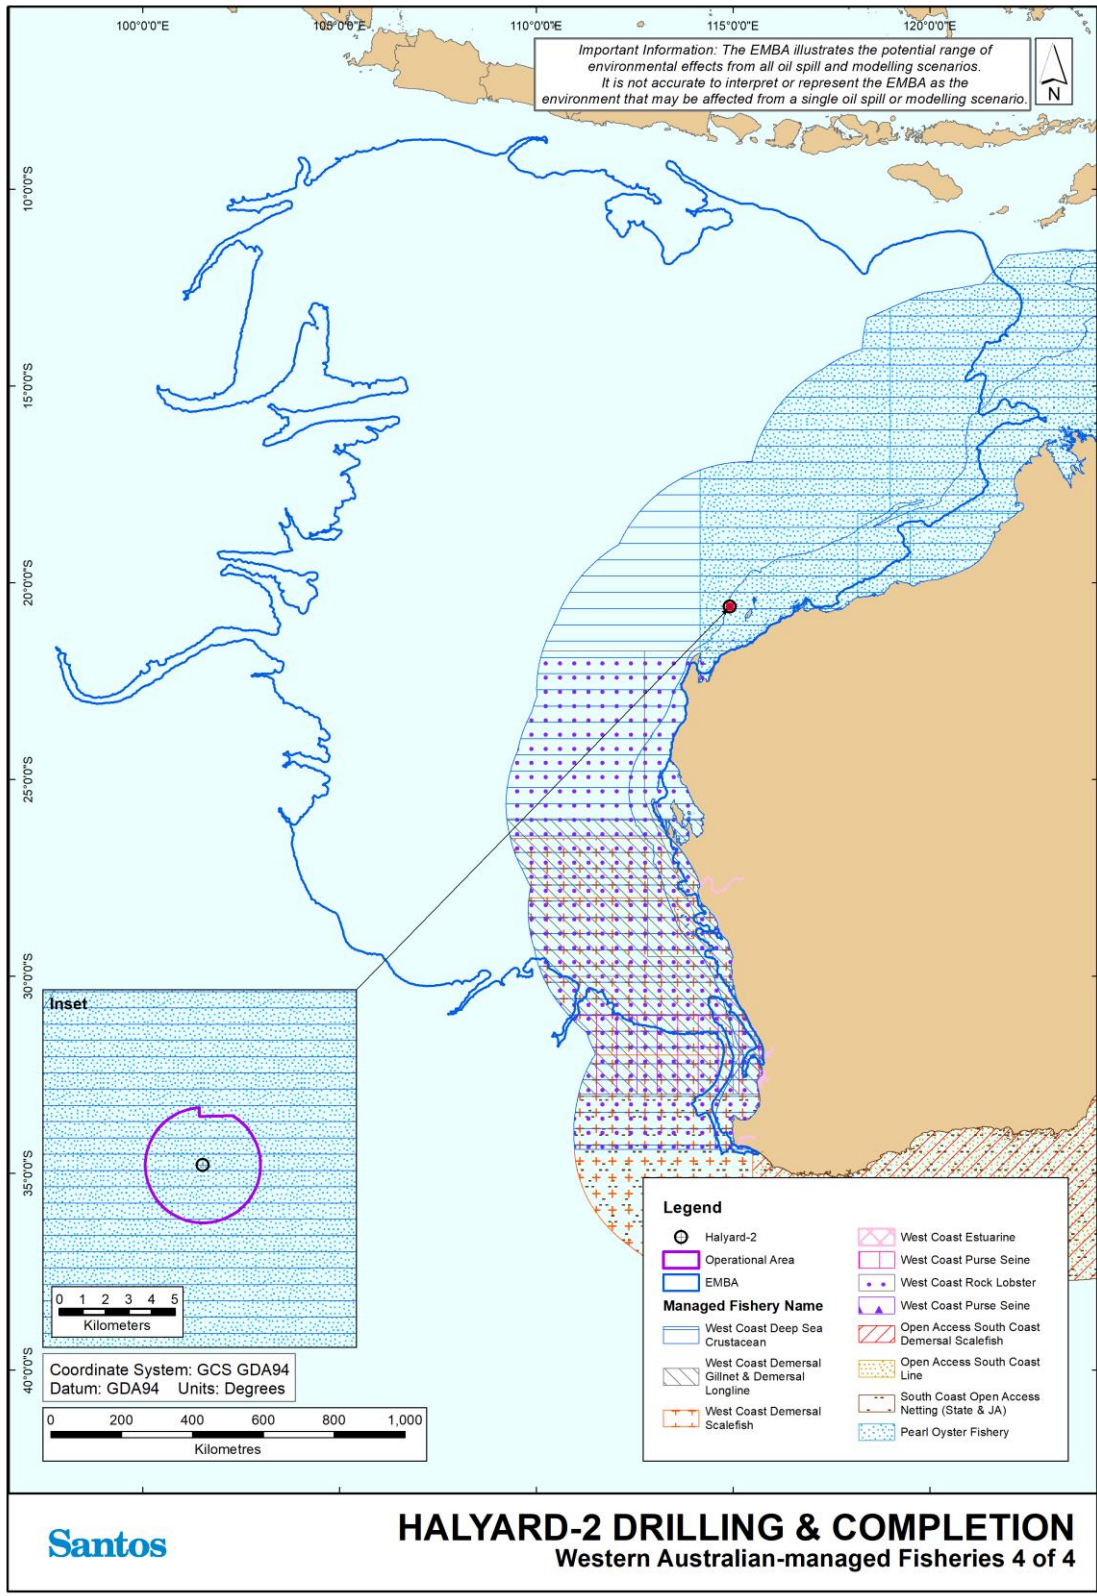 100°0'0"E
105°0'0"E
110°0'0"E
115°0'0"E
120°0'0"E
Important Information: The EMBA illustrates the potential range of
environmental effects from all oil spill and modelling scenarios.
It is not accurate to interpret or represent the EMBA as the
environment that may be affected from a single oil spill or modelling scenario.
N
10°0'0"S
15°0'0"S
20°0'0"S
25°0'0"S
30°0'0"S
35°0'0"S
40°0'0"S
Inset
0 1 2 3 4 5
Kilometers
Coordinate System: GCS GDA94
Datum: GDA94 Units: Degrees
0 200 400 600 800 1,000
Kilometres
Legend
Halyard-2
Operational Area
EMBA
Managed Fishery Name
West Coast Deep Sea
Crustacean
West Coast Demersal
Gillnet & Demersal
Longline
West Coast Demersal
Scalefish
West Coast Estuarine
West Coast Purse Seine
West Coast Rock Lobster
West Coast Purse Seine
Open Access South Coast
Demersal Scalefish
Open Access South Coast
Line
South Coast Open Access
Netting (State & JA)
Pearl Oyster Fishery
Santos
HALYARD-2 DRILLING & COMPLETION
Western Australian-managed Fisheries 4 of 4